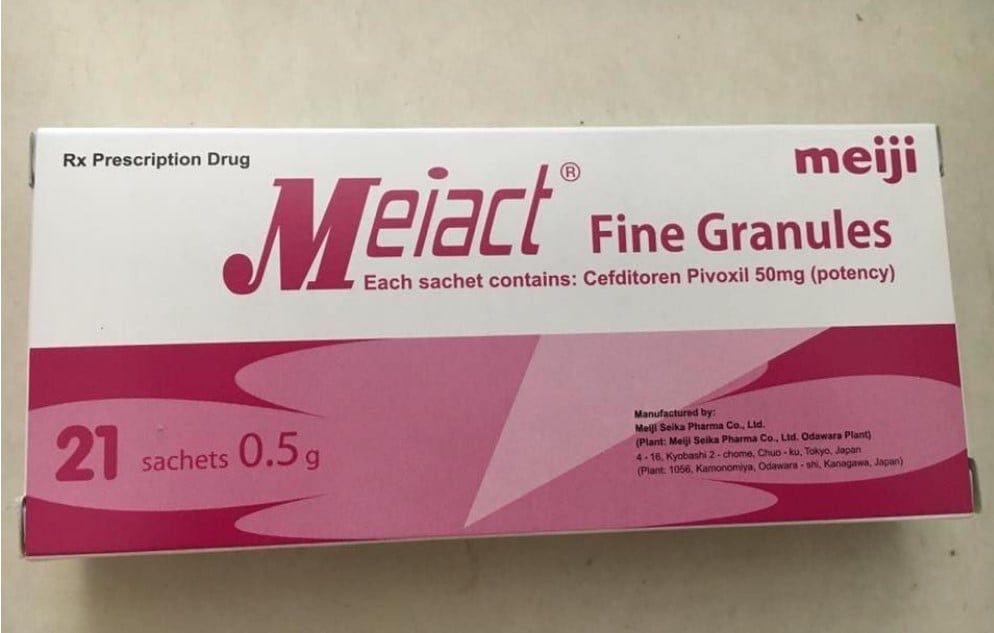 Rx Prescription Drug
meiji
Meiact® Fine Granules
Each sachet contains: Cefditoren Pivoxil 50mg (potency)
21 sachets 0.5 g
Manufactured by:
Meiji Seika Pharma Co., Ltd.
(Plant: Meiji Seika Pharma Co., Ltd. Odawara Plant)
4 - 16, Kyobashi 2 - chome, Chuo - ku, Tokyo, Japan
(Plant: 1056, Kamonomiya, Odawara - shi, Kanagawa, Japan)